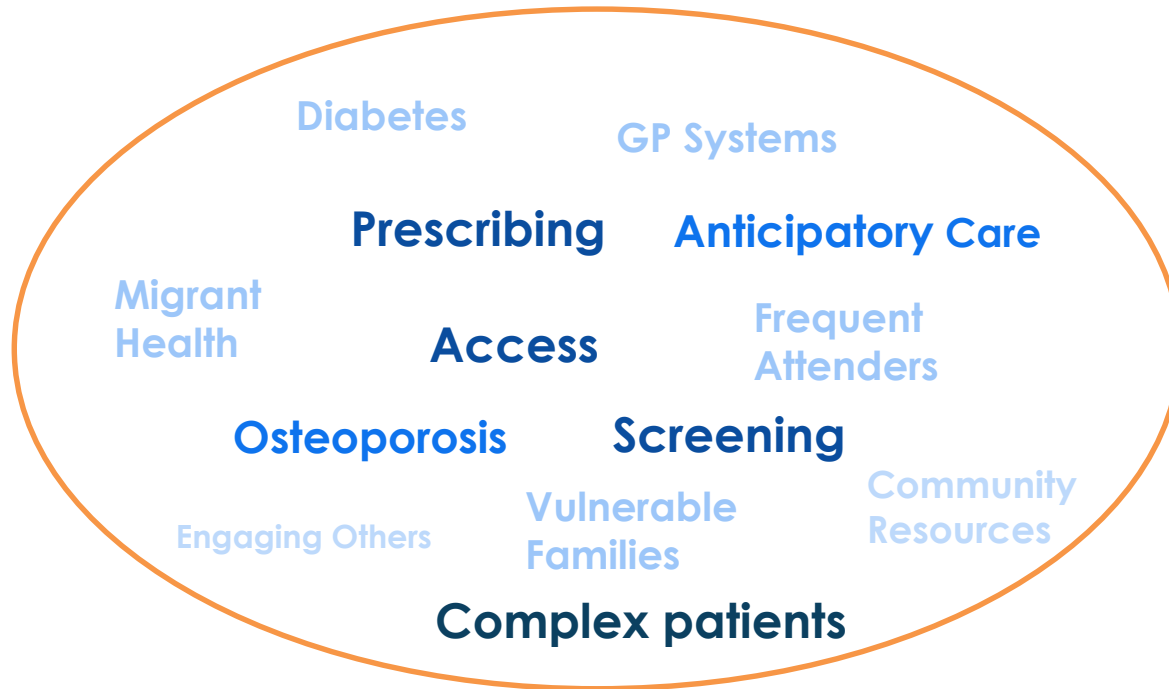 Diabetes
GP Systems
Prescribing
Anticipatory Care
Migrant
Health
Frequent
Attenders
Access
Osteoporosis
Screening
Community
Resources
Engaging Others
Vulnerable
Families
Complex patients